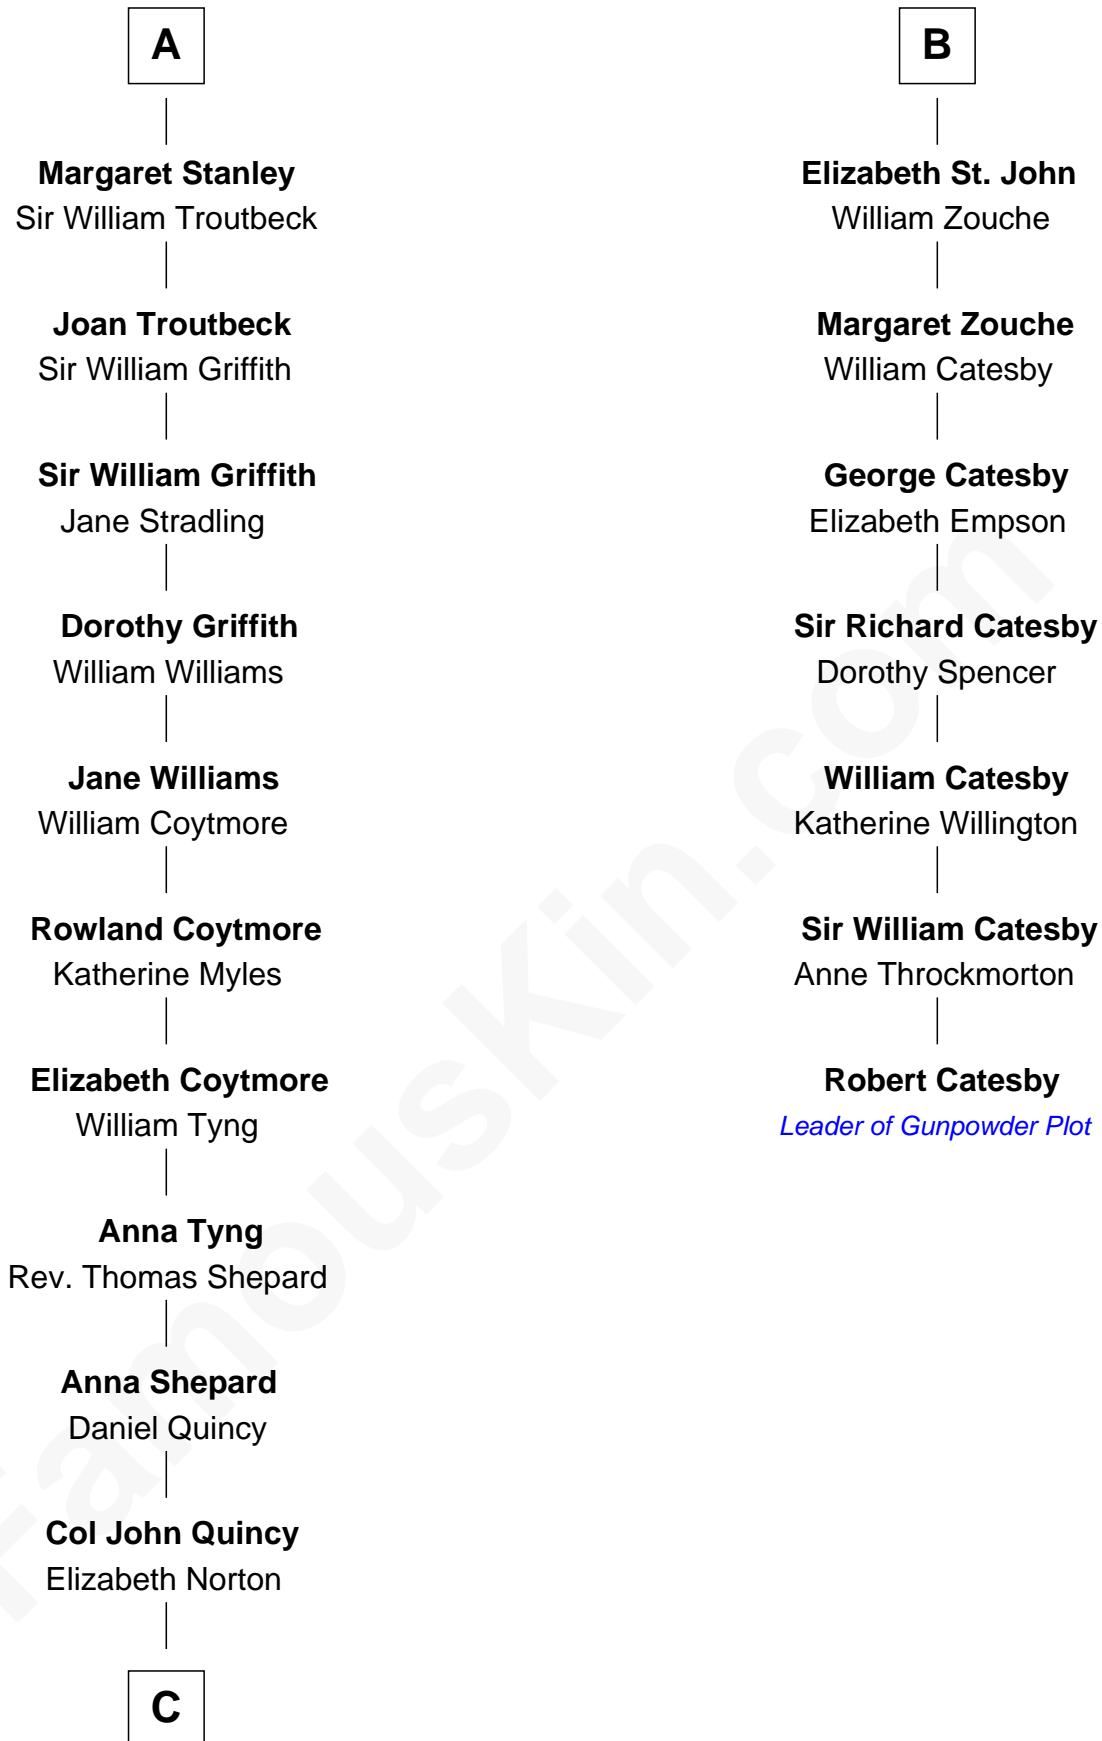 A
Margaret Stanley
Sir William Troutbeck
Joan Troutbeck
Sir William Griffith
Sir William Griffith
Jane Stradling
Dorothy Griffith
William Williams
Jane Williams
William Coytmore
Rowland Coytmore
Katherine Myles
Elizabeth Coytmore
William Tyng
Anna Tyng
Rev. Thomas Shepard
Anna Shepard
Daniel Quincy
Col John Quincy
Elizabeth Norton
C
B
Elizabeth St. John
William Zouche
Margaret Zouche
William Catesby
George Catesby
Elizabeth Empson
Sir Richard Catesby
Dorothy Spencer
William Catesby
Katherine Willington
Sir William Catesby
Anne Throckmorton
Robert Catesby
Leader of Gunpowder Plot
FamousKin.com